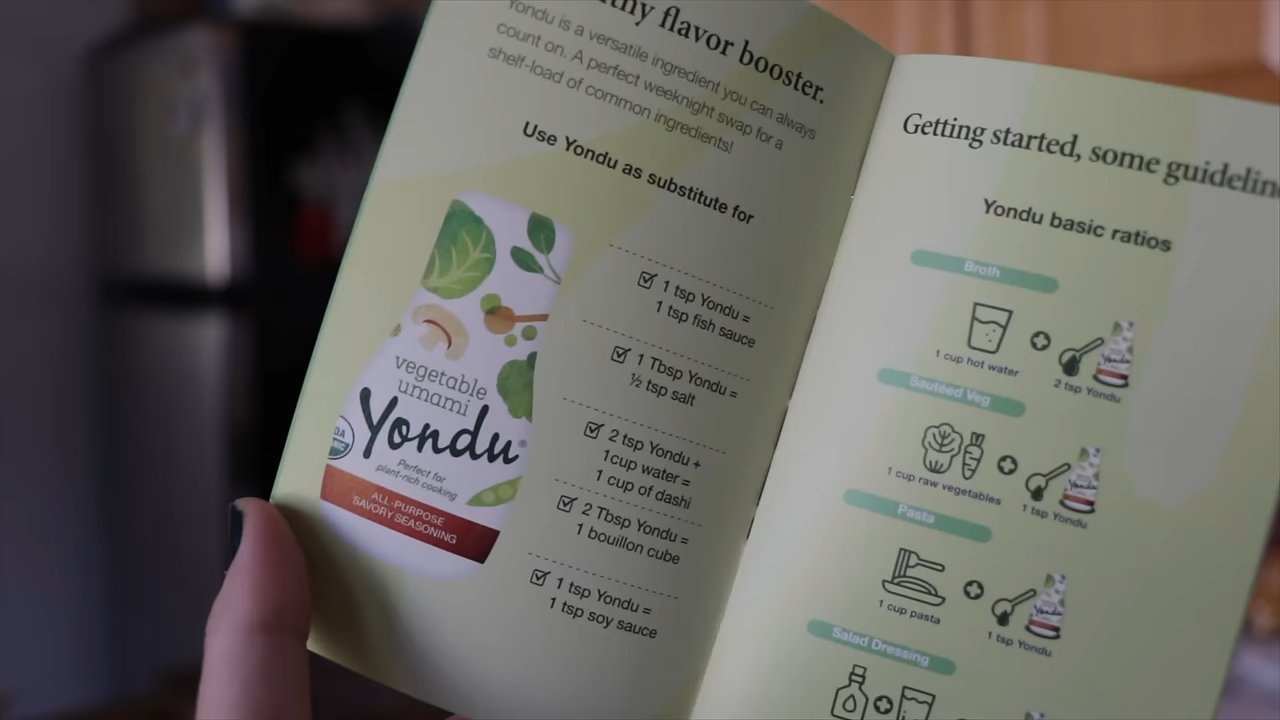 thy flavor booster.
Yondu is a versatile ingredient you can always
count on. A perfect weeknight swap for a
shelf-load of common ingredients!
Use Yondu as substitute for
vegetable
umami
Yondu®
Perfect for
plant-rich cooking
ALL-PURPOSE
SAVORY SEASONING
1 tsp Yondu =
1 tsp fish sauce
1 Tbsp Yondu =
½ tsp salt
2 tsp Yondu +
1cup water =
1 cup of dashi
2 Tbsp Yondu =
1 bouillon cube
1 tsp Yondu =
1 tsp soy sauce
Getting started, some guidelin
Yondu basic ratios
Broth
1 cup hot water
2 tsp Yondu
Sautéed Veg
1 cup raw vegetables
1 tsp Yondu
Pasta
1 cup pasta
1 tsp Yondu
Salad Dressing